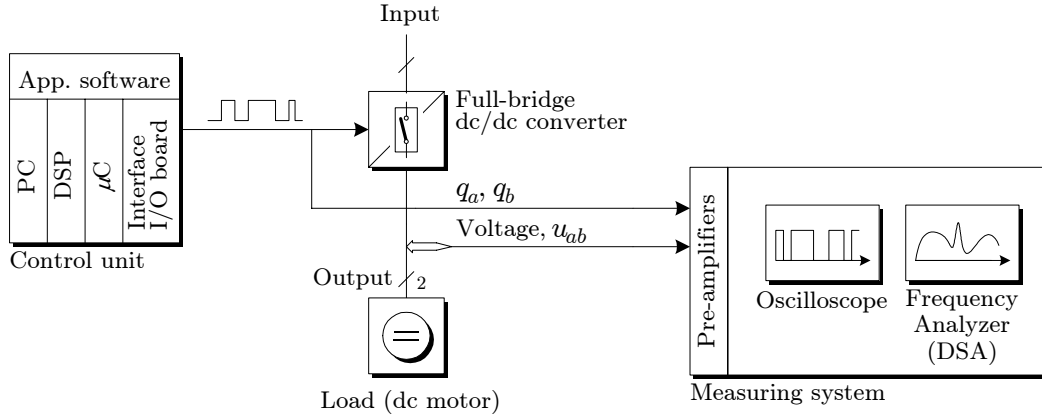 Input
App. software
PC
DSP
μC
Interface
I/O board
Control unit
Full-bridge
dc/dc converter
q_a, q_b
Voltage, u_ab
Output
2
Load (dc motor)
Pre-amplifiers
Oscilloscope
Frequency
Analyzer
(DSA)
Measuring system